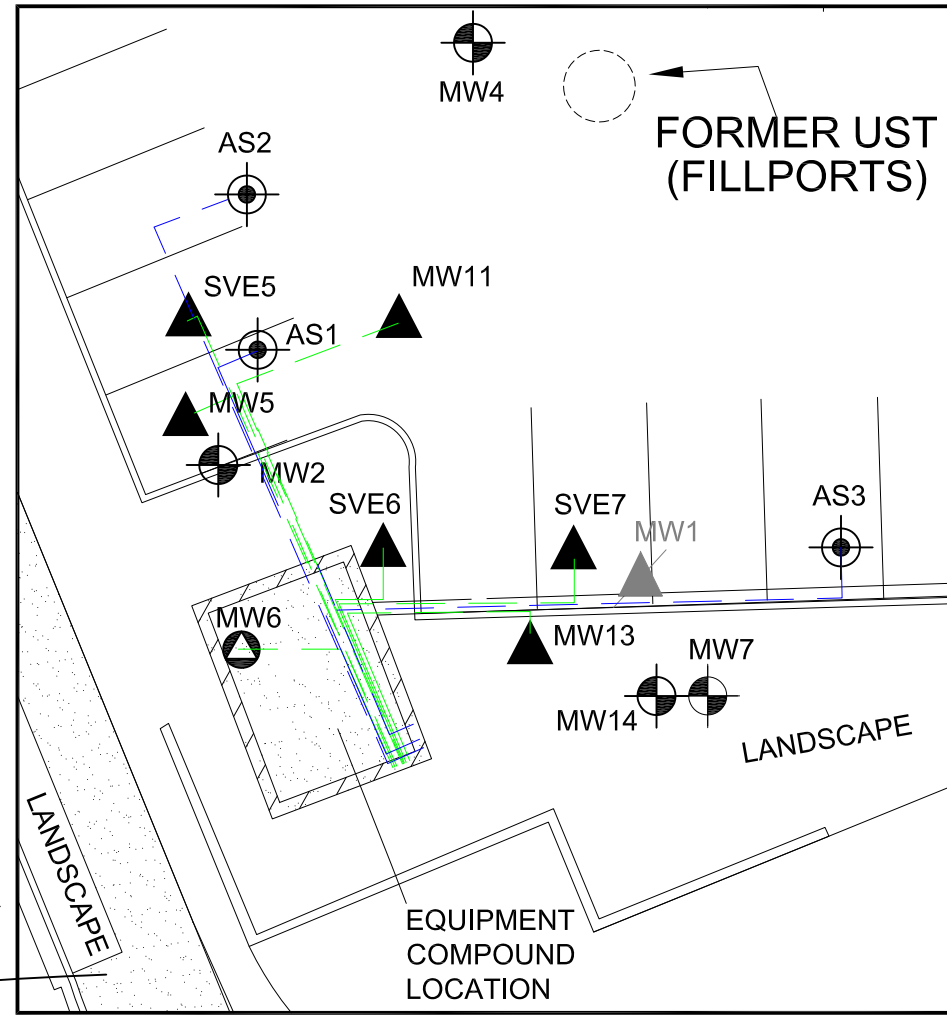 MW4
FORMER UST
(FILLPORTS)
AS2
SVE5
MW11
AS1
MW5
MW2
SVE6
SVE7
MW1
AS3
MW6
MW13
MW7
MW14
LANDSCAPE
LANDSCAPE
EQUIPMENT
COMPOUND
LOCATION